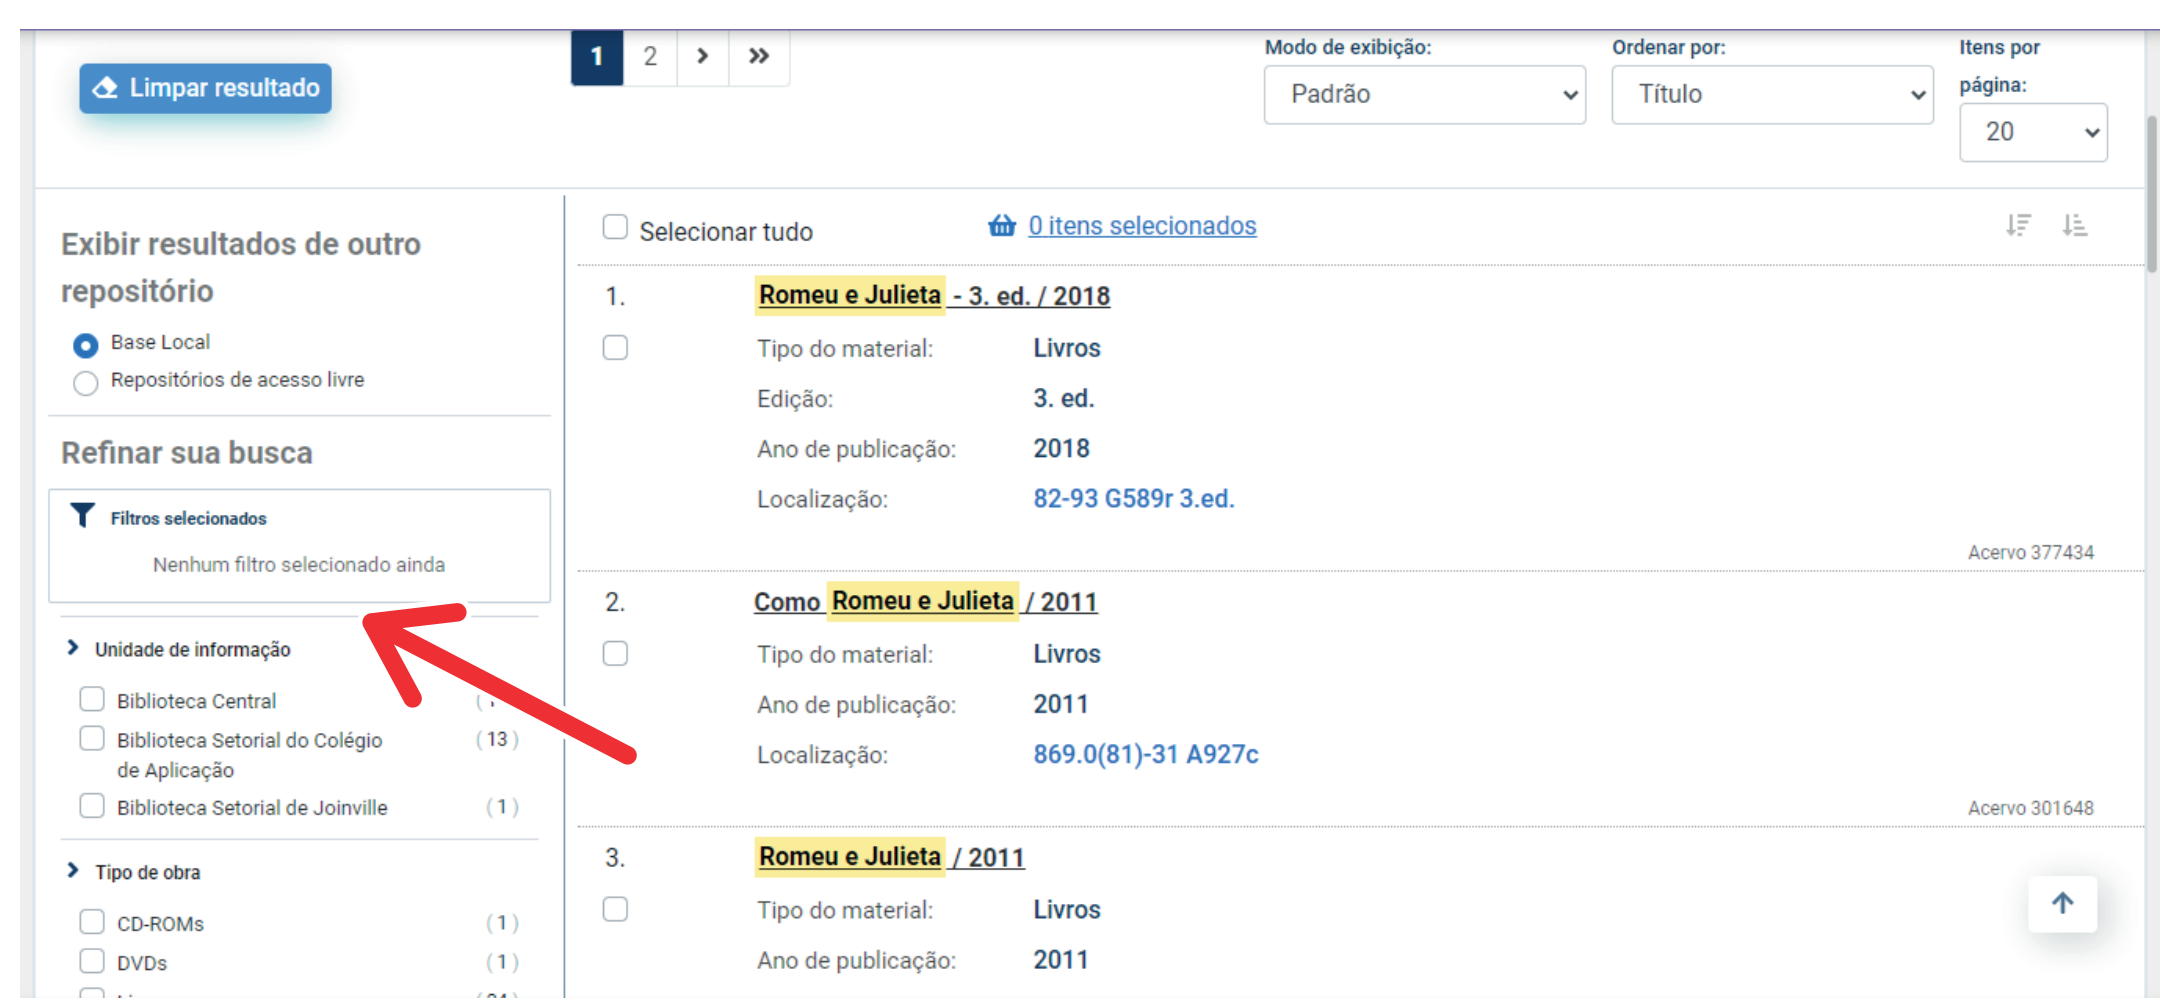 Limpar resultado
1 2
Modo de exibição:
Padrão
Ordenar por:
Título
Itens por
página:
20
Exibir resultados de outro
repositório
Base Local
Repositórios de acesso livre
Refinar sua busca
Filtros selecionados
Nenhum filtro selecionado ainda
Unidade de informação
Biblioteca Central
Biblioteca Setorial do Colégio (13)
de Aplicação
Biblioteca Setorial de Joinville (1)
Tipo de obra
CD-ROMs (1)
DVDs (1)
Selecionar tudo
0 itens selecionados
1. Romeu e Julieta - 3. ed. / 2018
Tipo do material: Livros
Edição: 3. ed.
Ano de publicação: 2018
Localização: 82-93 G589r 3.ed.
Acervo 377434
2. Como Romeu e Julieta / 2011
Tipo do material: Livros
Ano de publicação: 2011
Localização: 869.0(81)-31 A927c
Acervo 301648
3. Romeu e Julieta / 2011
Tipo do material: Livros
Ano de publicação: 2011